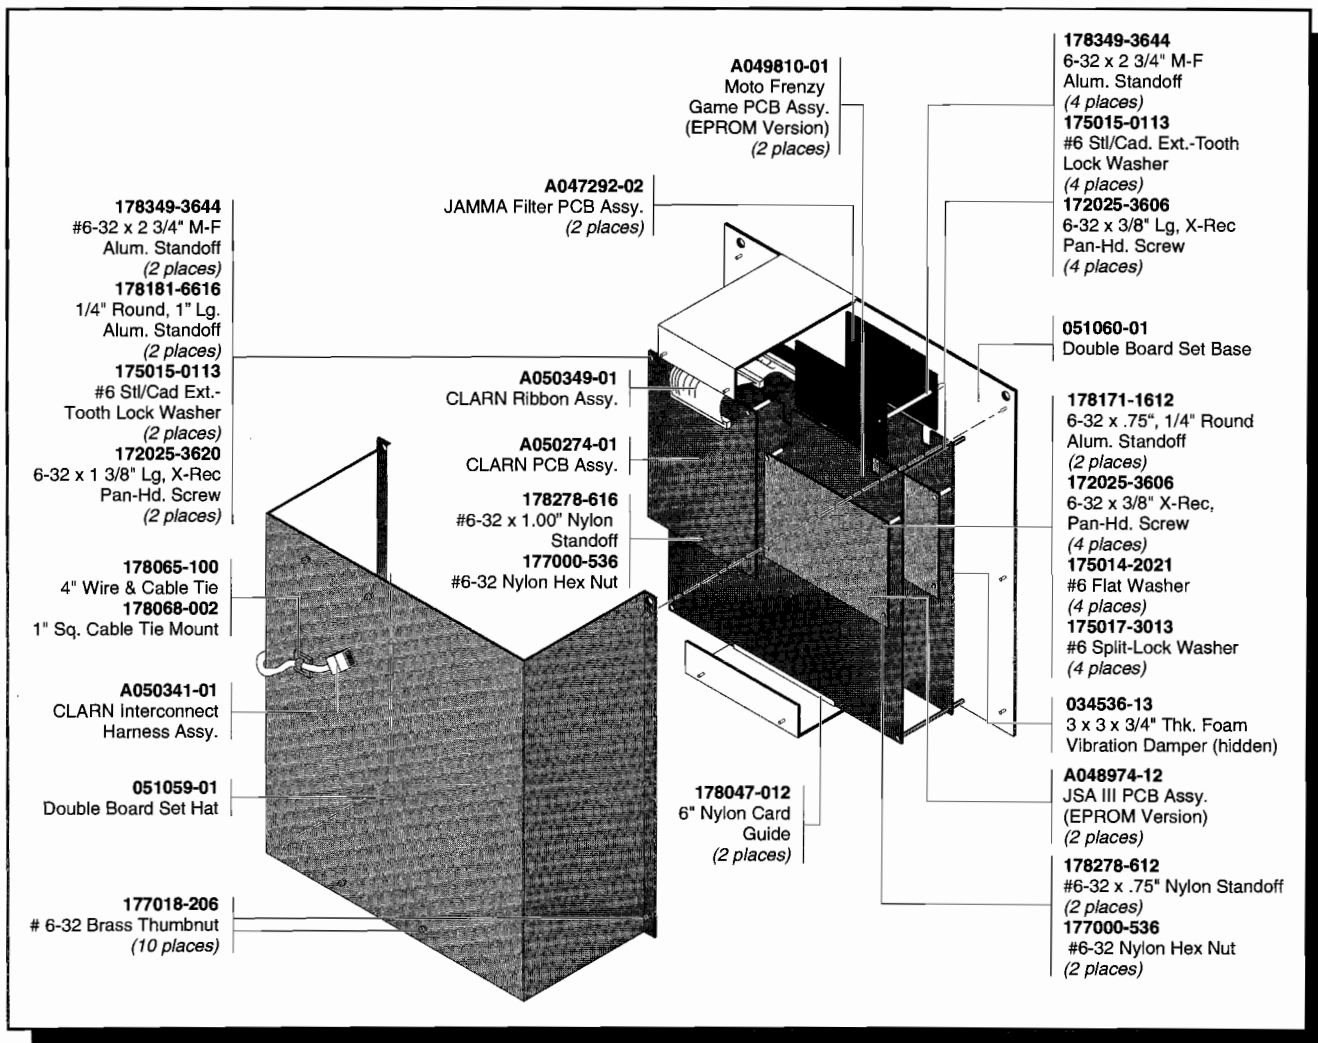 178349-3644
#6-32 x 2 3/4" M-F
Alum. Standoff
(2 places)
178181-6616
1/4" Round, 1" Lg.
Alum. Standoff
(2 places)
175015-0113
#6 Stl/Cad Ext.-
Tooth Lock Washer
(2 places)
172025-3620
6-32 x 1 3/8" Lg, X-Rec
Pan-Hd. Screw
(2 places)
178065-100
4" Wire & Cable Tie
178068-002
1" Sq. Cable Tie Mount
A050341-01
CLARN Interconnect
Harness Assy.
051059-01
Double Board Set Hat
177018-206
# 6-32 Brass Thumbnut
(10 places)
A049810-01
Moto Frenzy
Game PCB Assy.
(EPROM Version)
(2 places)
A047292-02
JAMMA Filter PCB Assy.
(2 places)
A050349-01
CLARN Ribbon Assy.
A050274-01
CLARN PCB Assy.
178278-616
#6-32 x 1.00" Nylon
Standoff
177000-536
#6-32 Nylon Hex Nut
178047-012
6" Nylon Card
Guide
(2 places)
178349-3644
6-32 x 2 3/4" M-F
Alum. Standoff
(4 places)
175015-0113
#6 Stl/Cad. Ext.-Tooth
Lock Washer
(4 places)
172025-3606
6-32 x 3/8" Lg, X-Rec
Pan-Hd. Screw
(4 places)
051060-01
Double Board Set Base
178171-1612
6-32 x .75", 1/4" Round
Alum. Standoff
(2 places)
172025-3606
6-32 x 3/8" X-Rec,
Pan-Hd. Screw
(4 places)
175014-2021
#6 Flat Washer
(4 places)
175017-3013
#6 Split-Lock Washer
(4 places)
034536-13
3 x 3 x 3/4" Thk. Foam
Vibration Damper (hidden)
A048974-12
JSA III PCB Assy.
(EPROM Version)
(2 places)
178278-612
#6-32 x .75" Nylon Standoff
(2 places)
177000-536
#6-32 Nylon Hex Nut
(2 places)